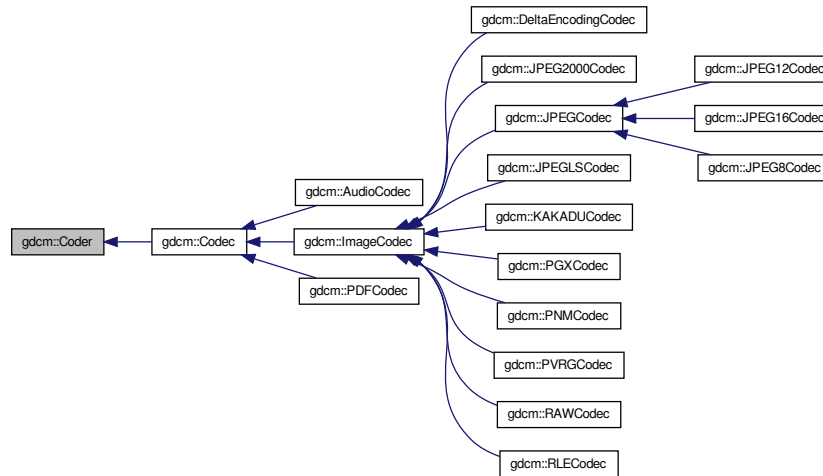 gdcm::DeltaEncodingCodec
gdcm::JPEG2000Codec
gdcm::JPEG12Codec
gdcm::JPEGCodec
gdcm::JPEG16Codec
gdcm::JPEGLSCodec
gdcm::JPEG8Codec
gdcm::AudioCodec
gdcm::KAKADUCodec
gdcm::Coder
gdcm::Codec
gdcm::ImageCodec
gdcm::PGXCodec
gdcm::PDFCodec
gdcm::PNMCodec
gdcm::PVRGCodec
gdcm::RAWCodec
gdcm::RLECodec